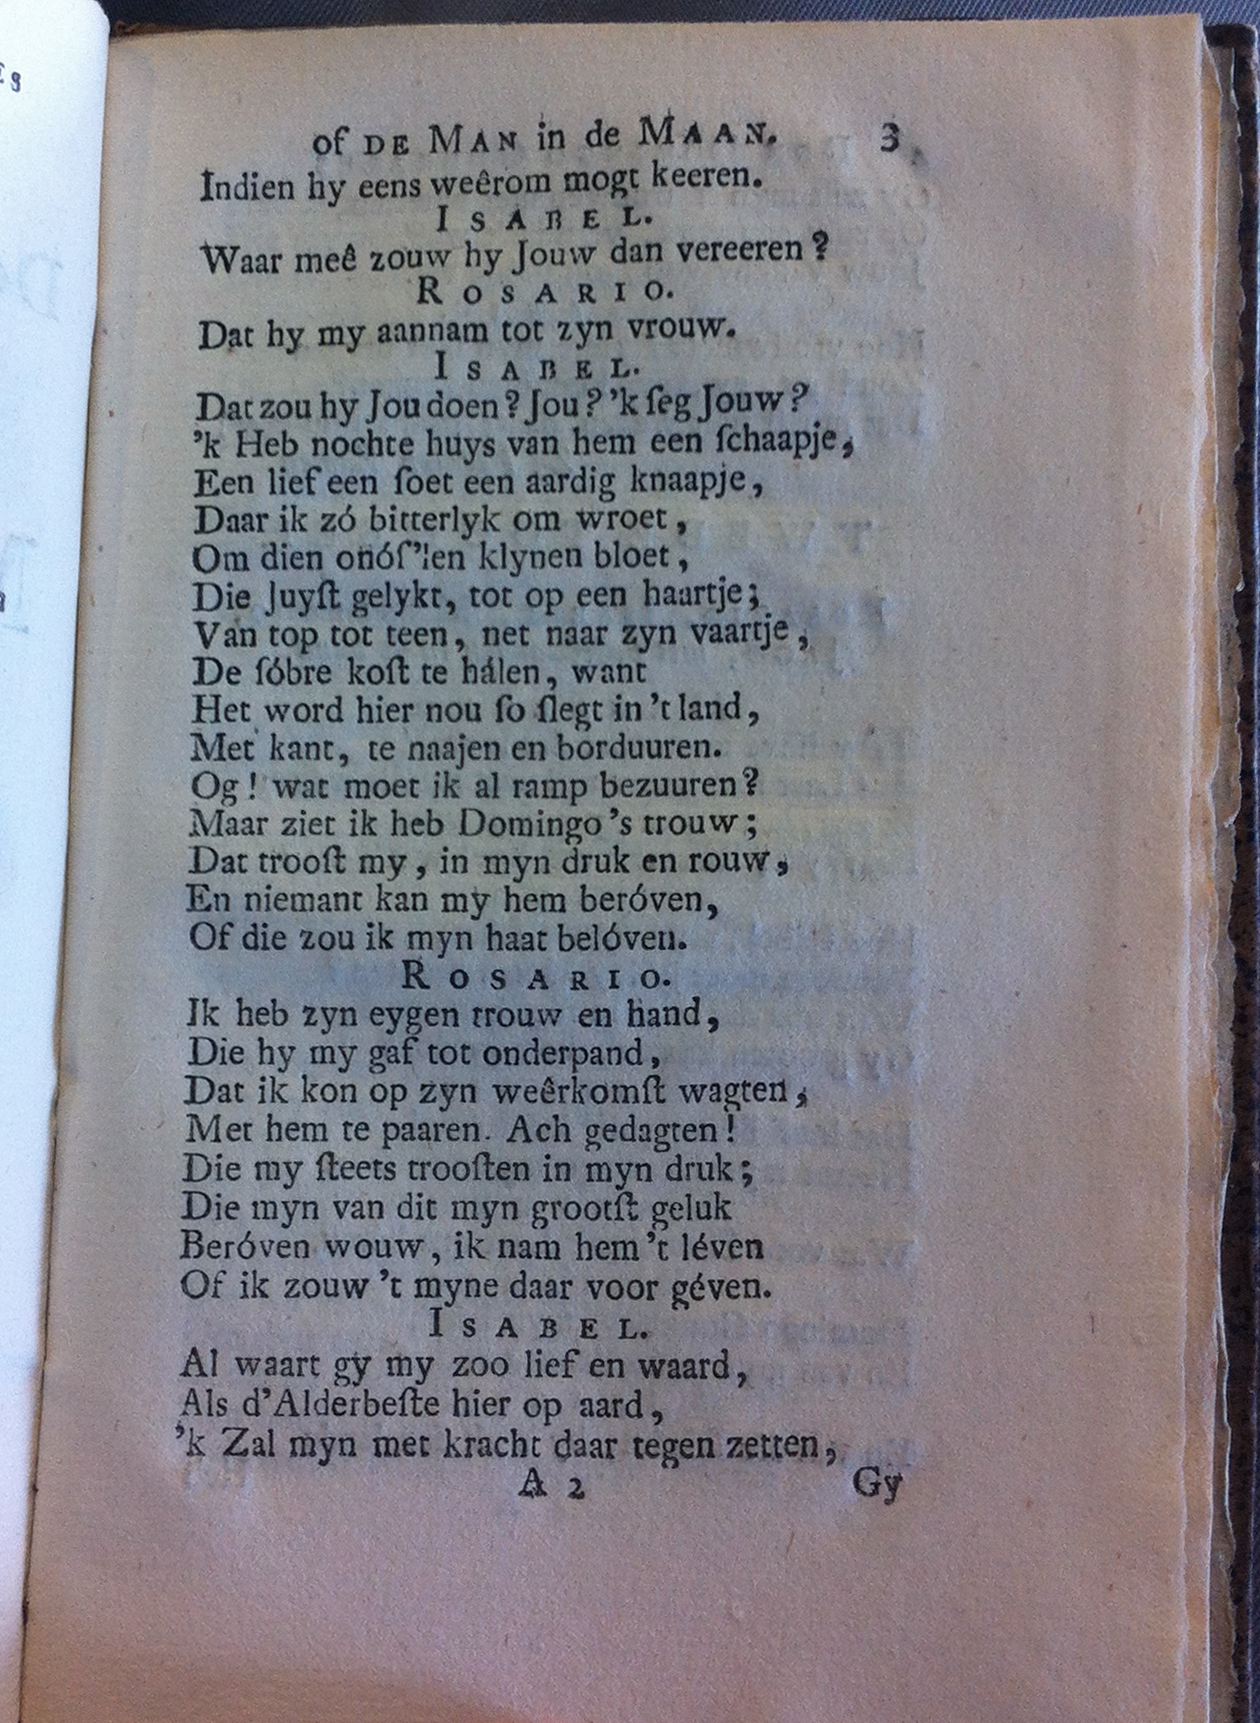 of DE MAN in de MAAN. 3
Indien hy eens weêrom mogt keeren.
ISABEL.
Waar meê zouw hy Jouw dan vereeren?
ROSARIO.
Dat hy my aannam tot zyn vrouw.
ISABEL.
Dat zou hy Jou doen? Jou? 'k ſeg Jouw?
'k Heb nochte huys van hem een ſchaapje,
Een lief een ſoet een aardig knaapje,
Daar ik zó bitterlyk om wroet,
Om dien onóſ'len klynen bloet,
Die Juyſt gelykt, tot op een haartje;
Van top tot teen, net naar zyn vaartje,
De ſóbre koſt te hálen, want
Het word hier nou ſo ſlegt in 't land,
Met kant, te naajen en borduuren.
Og! wat moet ik al ramp bezuuren?
Maar ziet ik heb Domingo's trouw;
Dat trooſt my, in myn druk en rouw,
En niemant kan my hem beróven,
Of die zou ik myn haat belóven.
ROSARIO.
Ik heb zyn eygen trouw en hand,
Die hy my gaf tot onderpand,
Dat ik kon op zyn weêrkomſt wagten,
Met hem te paaren. Ach gedagten!
Die my ſteets trooſten in myn druk;
Die myn van dit myn grootſt geluk
Beróven wouw, ik nam hem 't léven
Of ik zouw 't myne daar voor géven.
ISABEL.
Al waart gy my zoo lief en waard,
Als d'Alderbeſte hier op aard,
'k Zal myn met kracht daar tegen zetten,
A 2 Gy